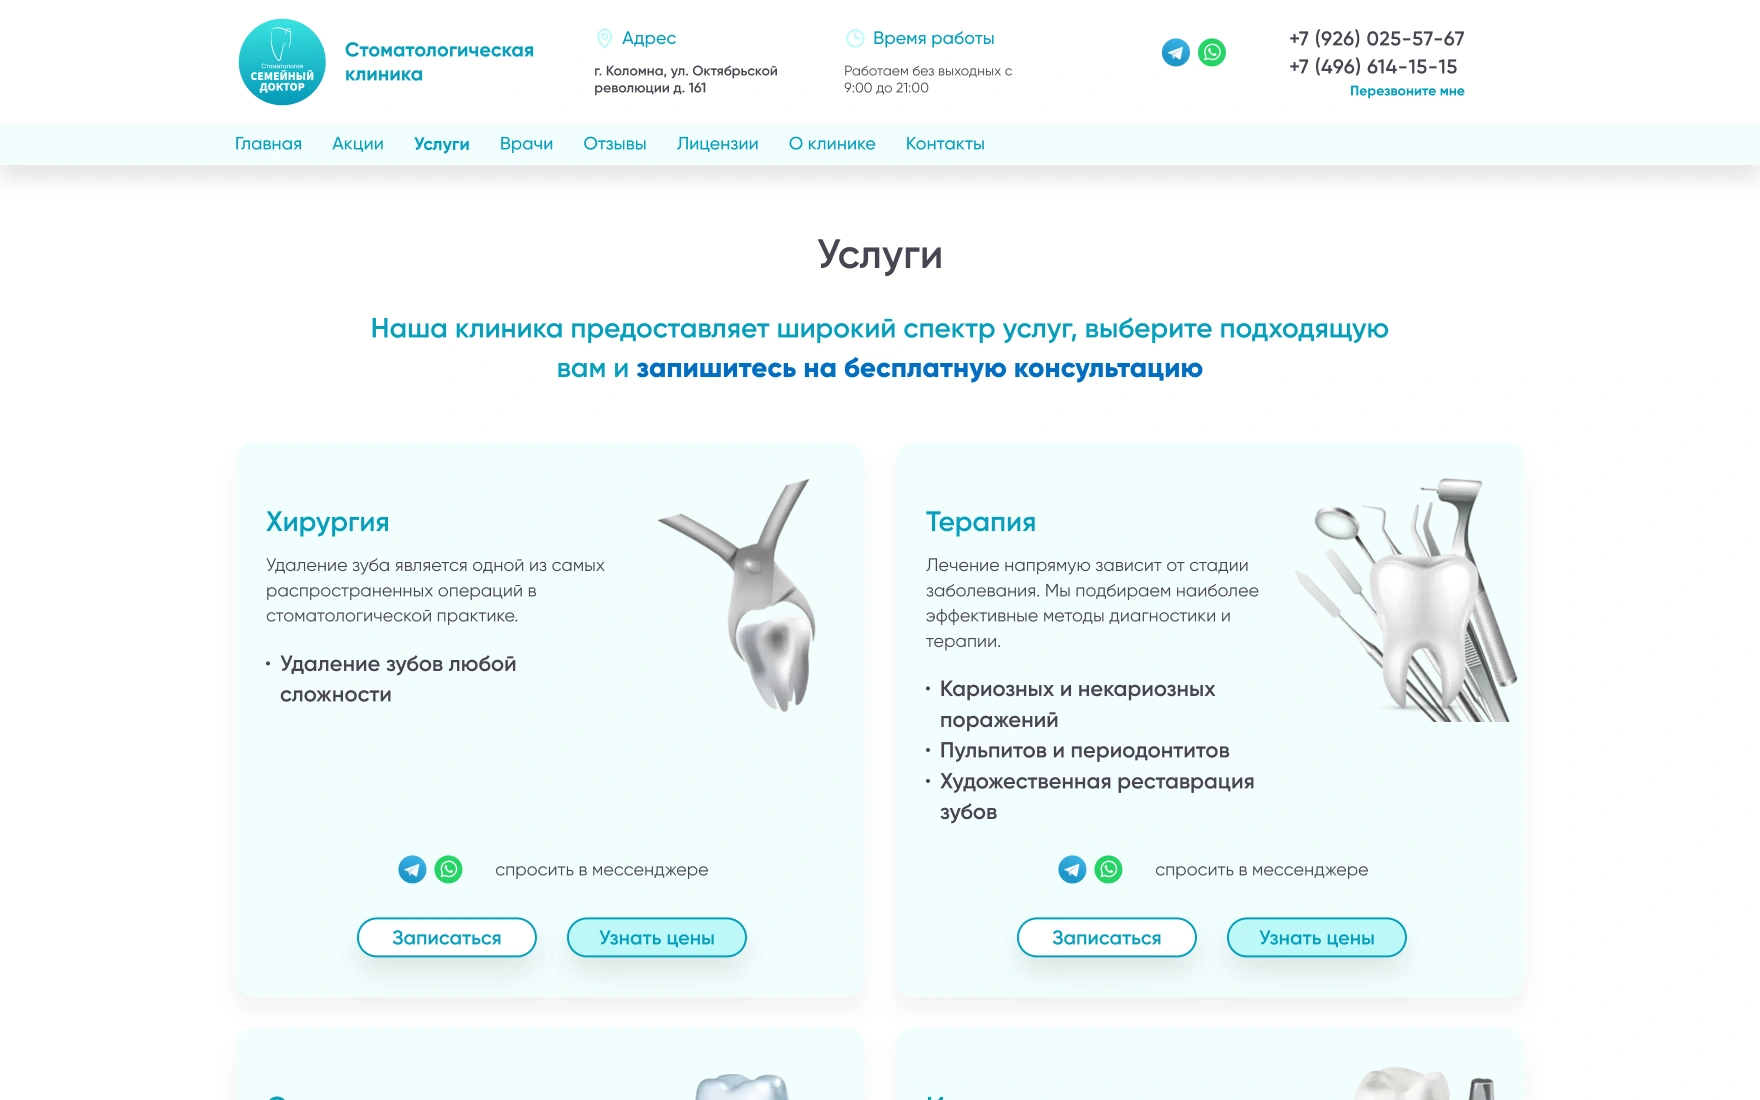 Стоматология
СЕМЕЙНЫЙ
ДОКТОР
Стоматологическая
клиника
Адрес
г. Коломна, ул. Октябрьской
революции д. 161
Время работы
Работаем без выходных с
9:00 до 21:00
+7 (926) 025-57-67
+7 (496) 614-15-15
Перезвоните мне
Главная Акции Услуги Врачи Отзывы Лицензии О клинике Контакты
Услуги
Наша клиника предоставляет широкий спектр услуг, выберите подходящую
вам и запишитесь на бесплатную консультацию
Хирургия
Удаление зуба является одной из самых
распространенных операций в
стоматологической практике.
• Удаление зубов любой
сложности
спросить в мессенджере
Записаться Узнать цены
Терапия
Лечение напрямую зависит от стадии
заболевания. Мы подбираем наиболее
эффективные методы диагностики и
терапии.
• Кариозных и некариозных
поражений
• Пульпитов и периодонтитов
• Художественная реставрация
зубов
спросить в мессенджере
Записаться Узнать цены